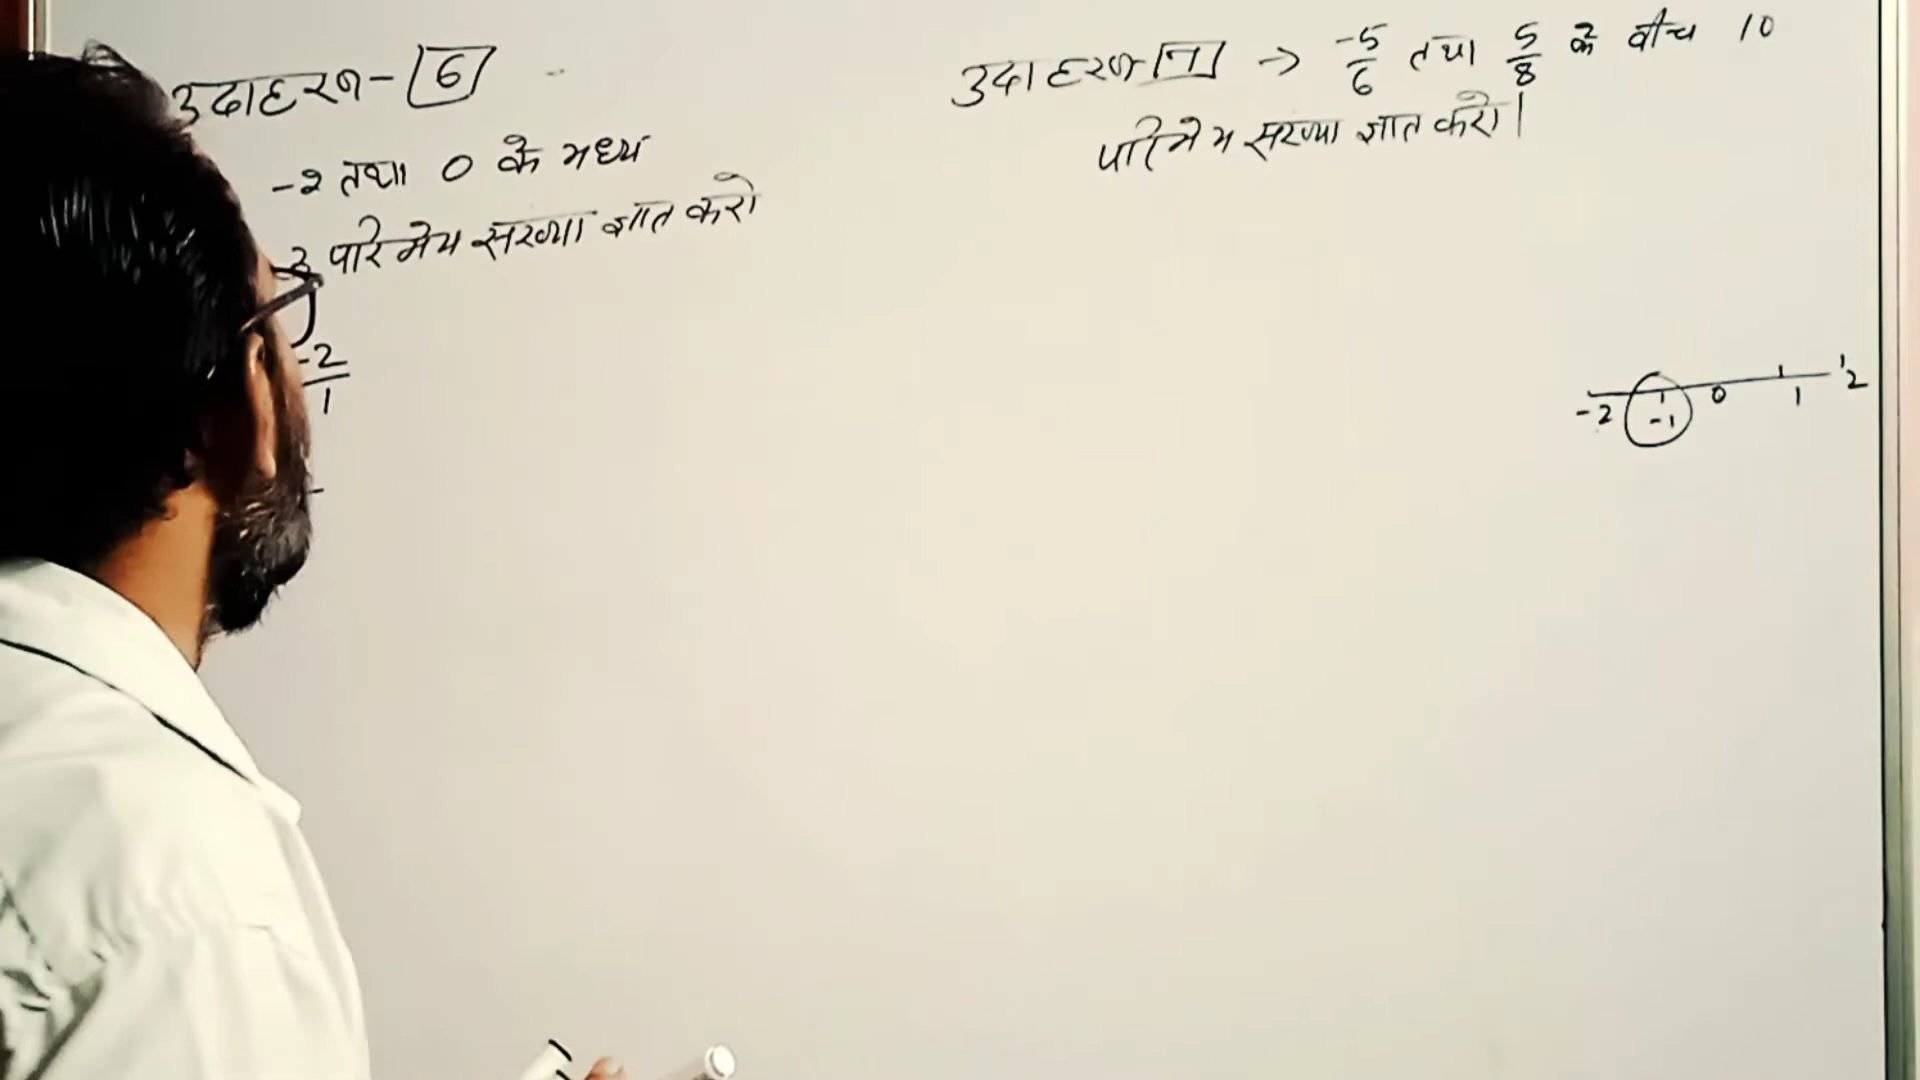 उदाहरण-6
-2 तथा 0 के मध्य
3 परिमेय संख्या ज्ञात करो
-2/1
उदाहरण-7 → -5/6 तथा 5/8 के बीच 10
परिमेय संख्या ज्ञात करो।
-2 -1 0 1 2